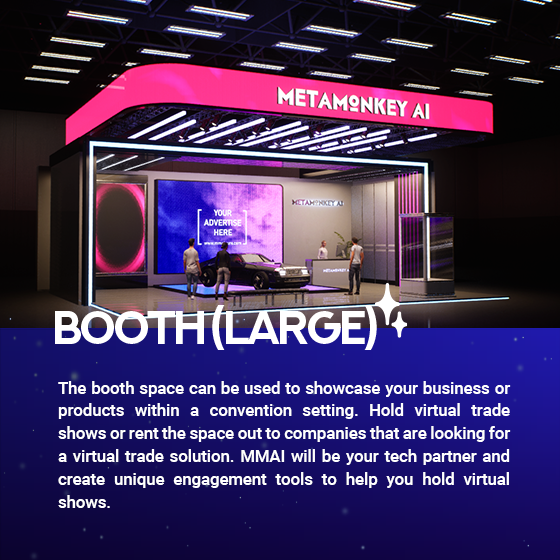 METAMONKEY AI
METAMONKEY AI
YOUR
ADVERTISE
HERE
METAMONKEY AI
BOOTH (LARGE)
The booth space can be used to showcase your business or
products within a convention setting. Hold virtual trade
shows or rent the space out to companies that are looking for
a virtual trade solution. MMAI will be your tech partner and
create unique engagement tools to help you hold virtual
shows.